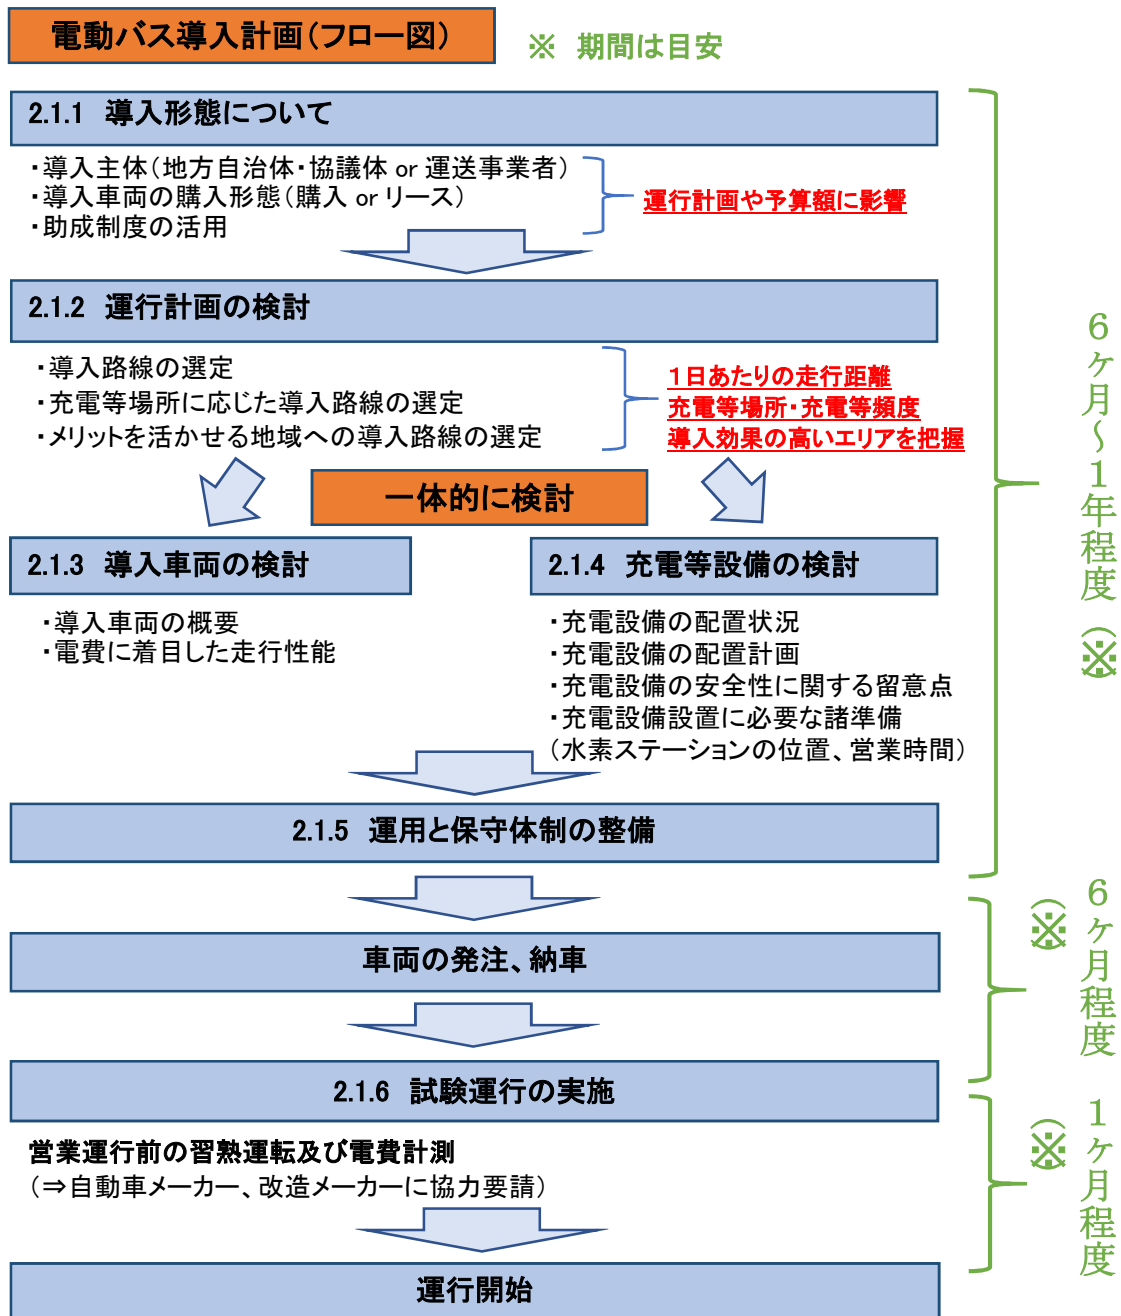 電動バス導入計画(フロー図)
※ 期間は目安
2.1.1 導入形態について
・導入主体(地方自治体・協議体 or 運送事業者)
・導入車両の購入形態(購入 or リース)
・助成制度の活用
運行計画や予算額に影響
2.1.2 運行計画の検討
・導入路線の選定
・充電等場所に応じた導入路線の選定
・メリットを活かせる地域への導入路線の選定
1日あたりの走行距離
充電等場所・充電等頻度
導入効果の高いエリアを把握
一体的に検討
2.1.3 導入車両の検討
・導入車両の概要
・電費に着目した走行性能
2.1.4 充電等設備の検討
・充電設備の配置状況
・充電設備の配置計画
・充電設備の安全性に関する留意点
・充電設備設置に必要な諸準備
(水素ステーションの位置、営業時間)
2.1.5 運用と保守体制の整備
6ヶ月~1年程度(※)
車両の発注、納車
6ヶ月程度
(※)
2.1.6 試験運行の実施
営業運行前の習熟運転及び電費計測
(⇒自動車メーカー、改造メーカーに協力要請)
1ヶ月程度
(※)
運行開始